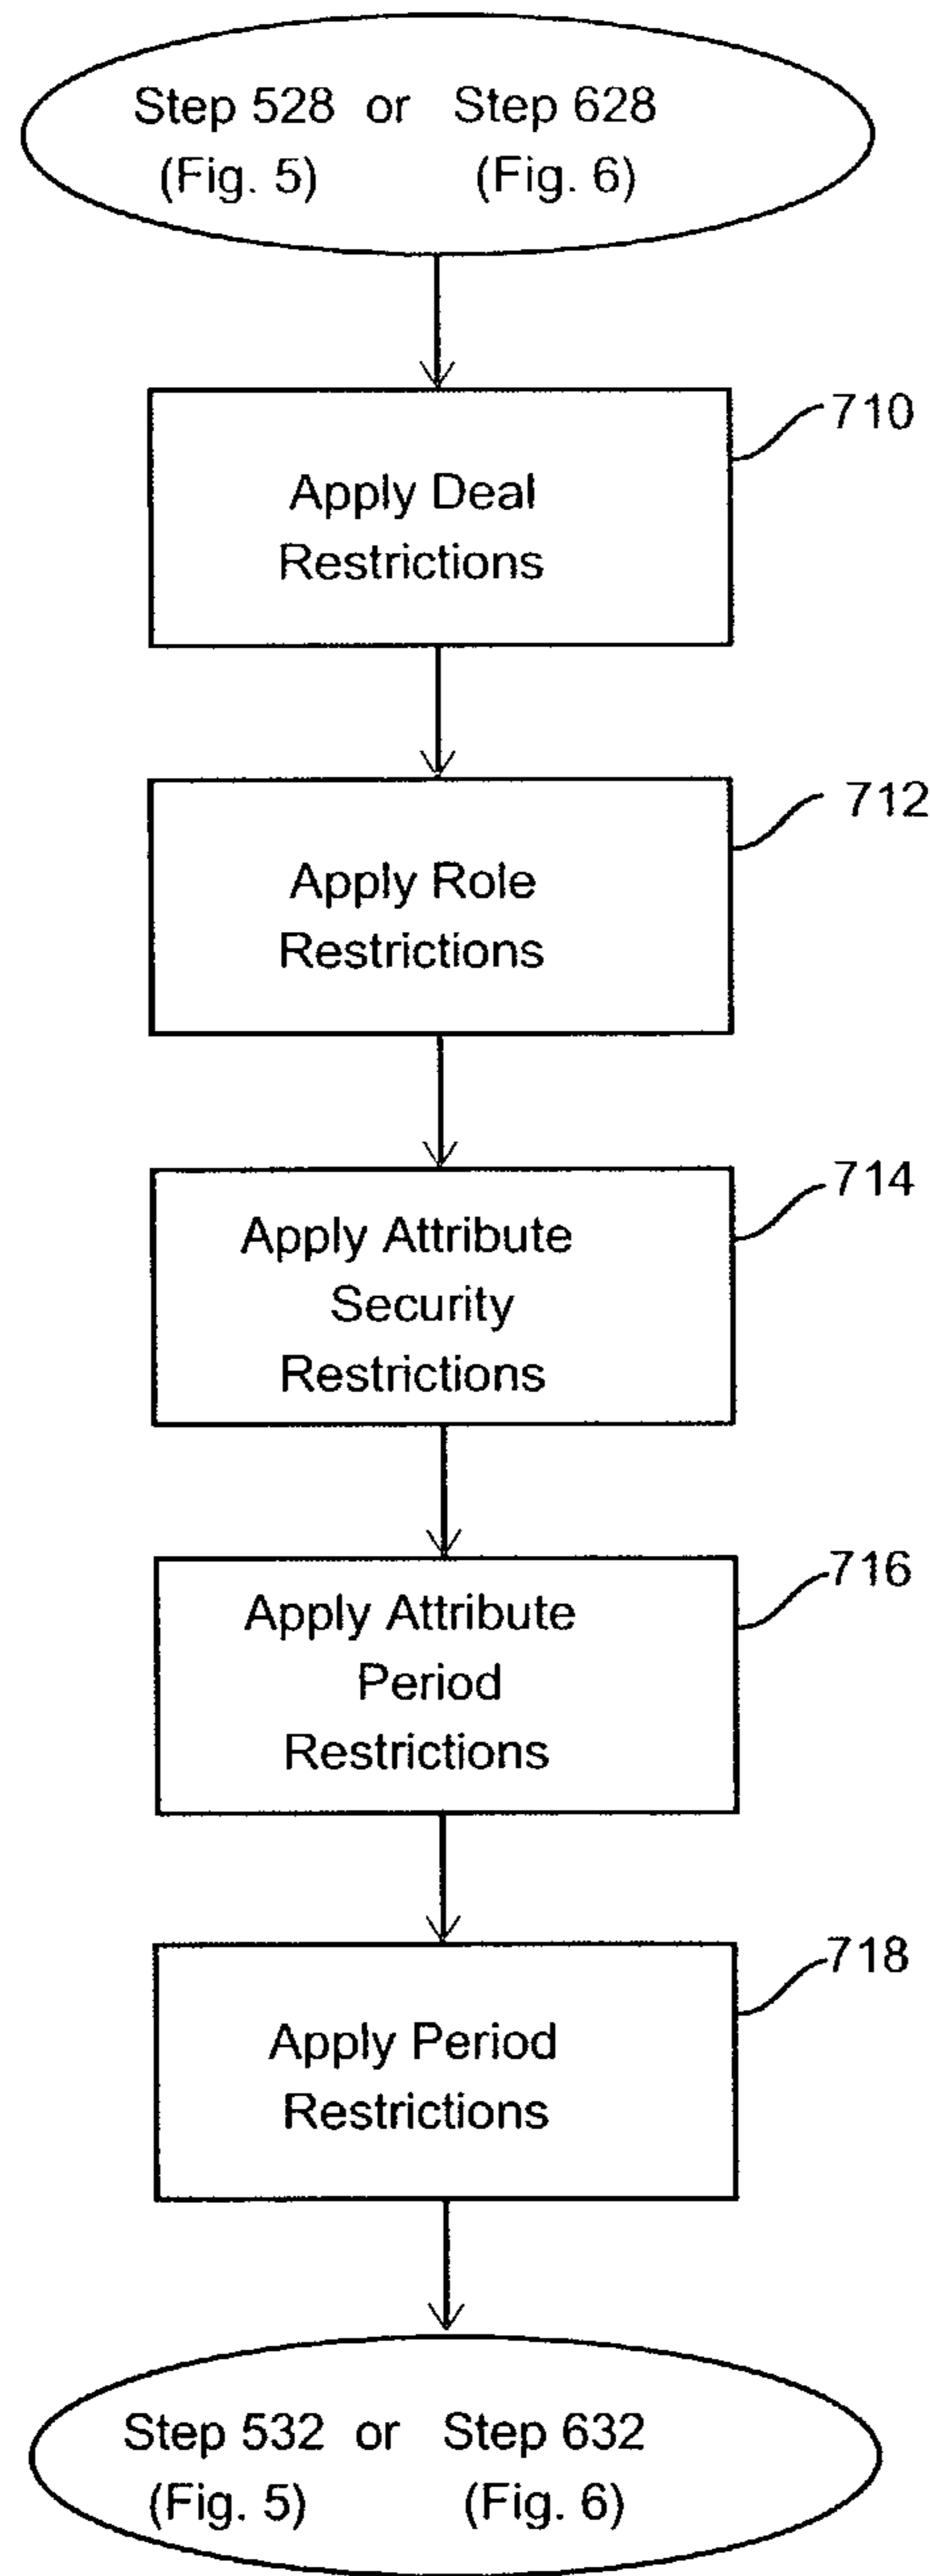 Step 528 or Step 628
(Fig. 5) (Fig. 6)
710
Apply Deal
Restrictions
712
Apply Role
Restrictions
714
Apply Attribute
Security
Restrictions
716
Apply Attribute
Period
Restrictions
718
Apply Period
Restrictions
Step 532 or Step 632
(Fig. 5) (Fig. 6)